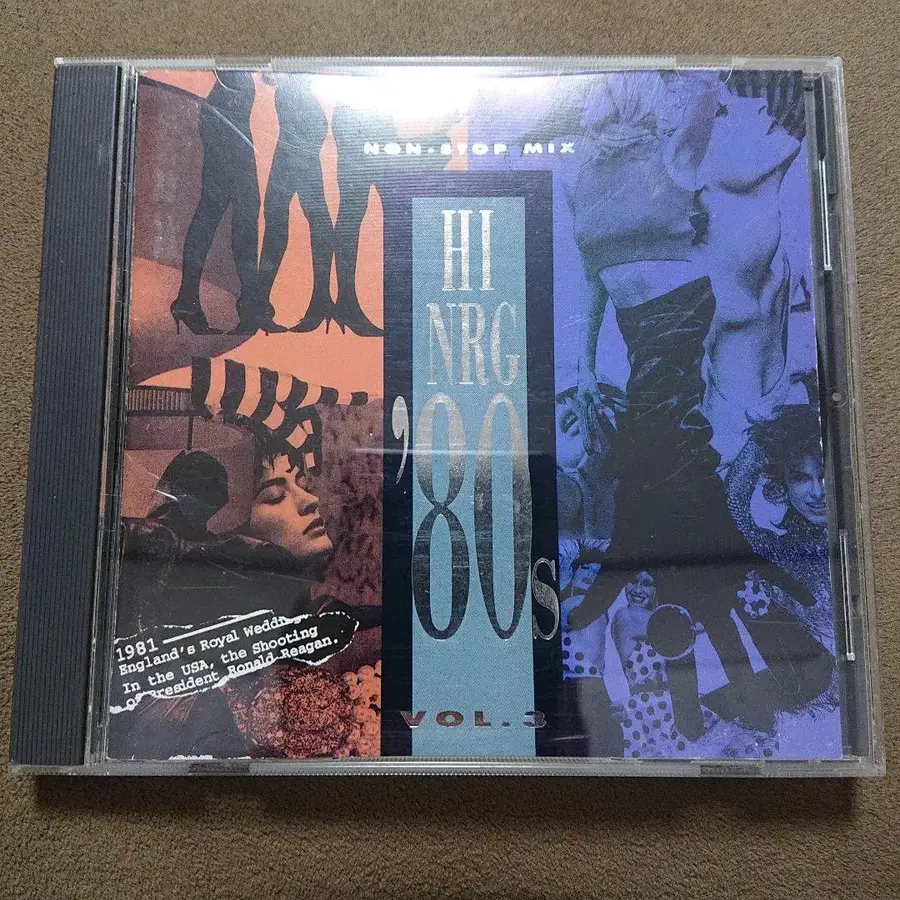 NON-STOP MIX
HI
NRG
'80s
VOL.3
1981
England's Royal Weddi
In the USA, the Shooting
of President Ronald Reagan.